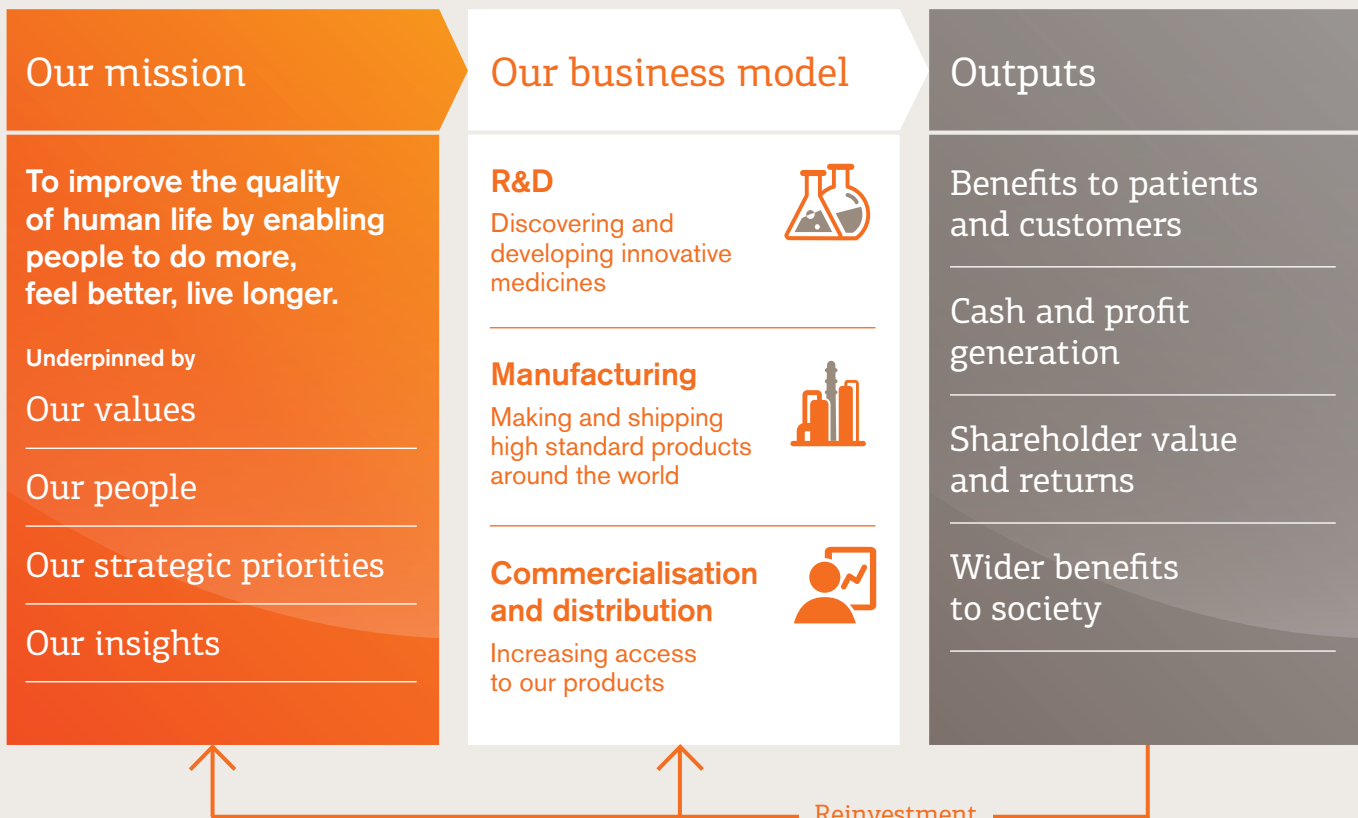 Our mission
To improve the quality
of human life by enabling
people to do more,
feel better, live longer.
Underpinned by
Our values
Our people
Our strategic priorities
Our insights
Our business model
R&D
Discovering and
developing innovative
medicines
Manufacturing
Making and shipping
high standard products
around the world
Commercialisation
and distribution
Increasing access
to our products
Outputs
Benefits to patients
and customers
Cash and profit
generation
Shareholder value
and returns
Wider benefits
to society
Reinvestment